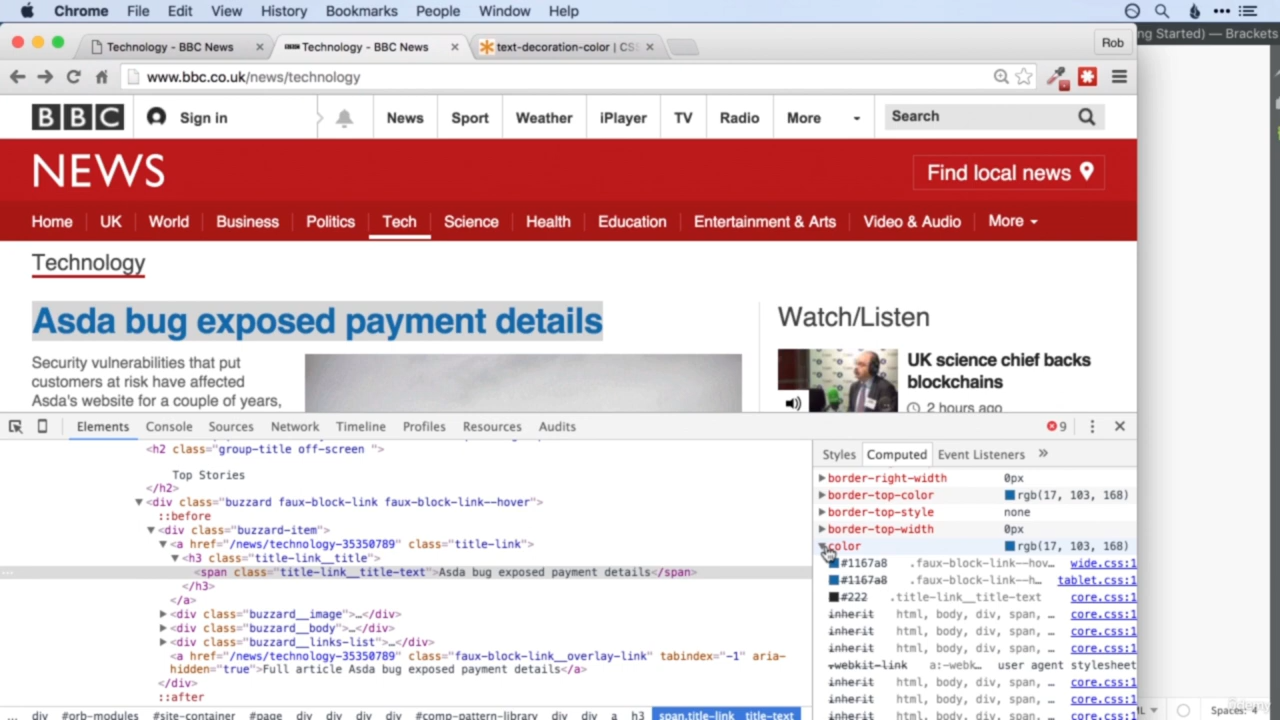 Chrome File Edit View History Bookmarks People Window Help
ng Started) — Brackets
Technology - BBC News × Technology - BBC News × text-decoration-color | CS × Rob
www.bbc.co.uk/news/technology
BBC Sign in News Sport Weather iPlayer TV Radio More Search
NEWS Find local news
Home UK World Business Politics Tech Science Health Education Entertainment & Arts Video & Audio More
Technology
Asda bug exposed payment details
Watch/Listen
Security vulnerabilities that put
customers at risk have affected
Asda's website for a couple of years,
UK science chief backs
blockchains
2 hours ago
Elements Console Sources Network Timeline Profiles Resources Audits 9
<h2 class="group-title off-screen ">
Top Stories
</h2>
<div class="buzzard faux-block-link faux-block-link--hover">
::before
<div class="buzzard-item">
<a href="/news/technology-35350789" class="title-link">
<h3 class="title-link__title">
<span class="title-link__title-text">Asda bug exposed payment details</span>
</h3>
</a>
<div class="buzzard__image">…</div>
<div class="buzzard__body">…</div>
<div class="buzzard__links-list">…</div>
<a href="/news/technology-35350789" class="faux-block-link__overlay-link" tabindex="-1" aria-
hidden="true">Full article Asda bug exposed payment details</a>
</div>
::after
... div #orb-modules #site-container #page div div div #comp-pattern-library div div a h3 span.title-link__title-text
Styles Computed Event Listeners »
border-right-width 0px
border-top-color rgb(17, 103, 168)
border-top-style none
border-top-width 0px
color rgb(17, 103, 168)
#1167a8 .faux-block-link--hov… wide.css:1
#1167a8 .faux-block-link--h… tablet.css:1
#222 .title-link__title-text core.css:1
inherit html, body, div, span, … core.css:1
inherit html, body, div, span, … core.css:1
inherit html, body, div, span, … core.css:1
-webkit-link a:-webk… user agent stylesheet
inherit html, body, div, span, … core.css:1
inherit html, body, div, span, … core.css:1
inherit html, body, div, span, … core.css:1
Spaces: 4